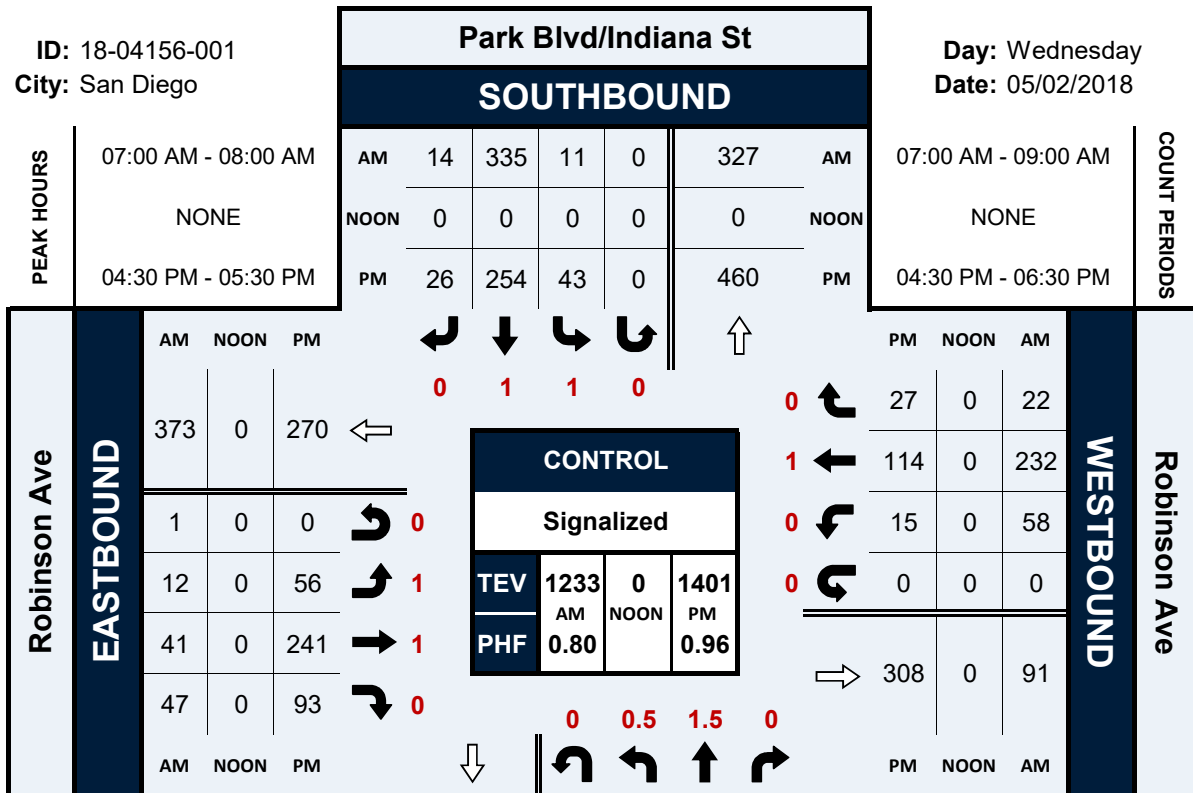 Park Blvd/Indiana St
ID: 18-04156-001
Day: Wednesday
City: San Diego
Date: 05/02/2018
SOUTHBOUND
PEAK HOURS
07:00 AM - 08:00 AM
AM 14 335 11 0 327 AM
07:00 AM - 09:00 AM
COUNT PERIODS
NONE
NOON 0 0 0 0 0 NOON
NONE
04:30 PM - 05:30 PM
PM 26 254 43 0 460 PM
04:30 PM - 06:30 PM
Robinson Ave
EASTBOUND
AM NOON PM
373 0 270
1 0 0 0
12 0 56 1
41 0 241 1
47 0 93 0
AM NOON PM
0 1 1 0
CONTROL
Signalized
TEV 1233 0 1401
AM NOON PM
PHF 0.80 0.96
0 0.5 1.5 0
PM NOON AM
0 27 0 22
1 114 0 232
0 15 0 58
0 0 0 0
308 0 91
PM NOON AM
WESTBOUND
Robinson Ave